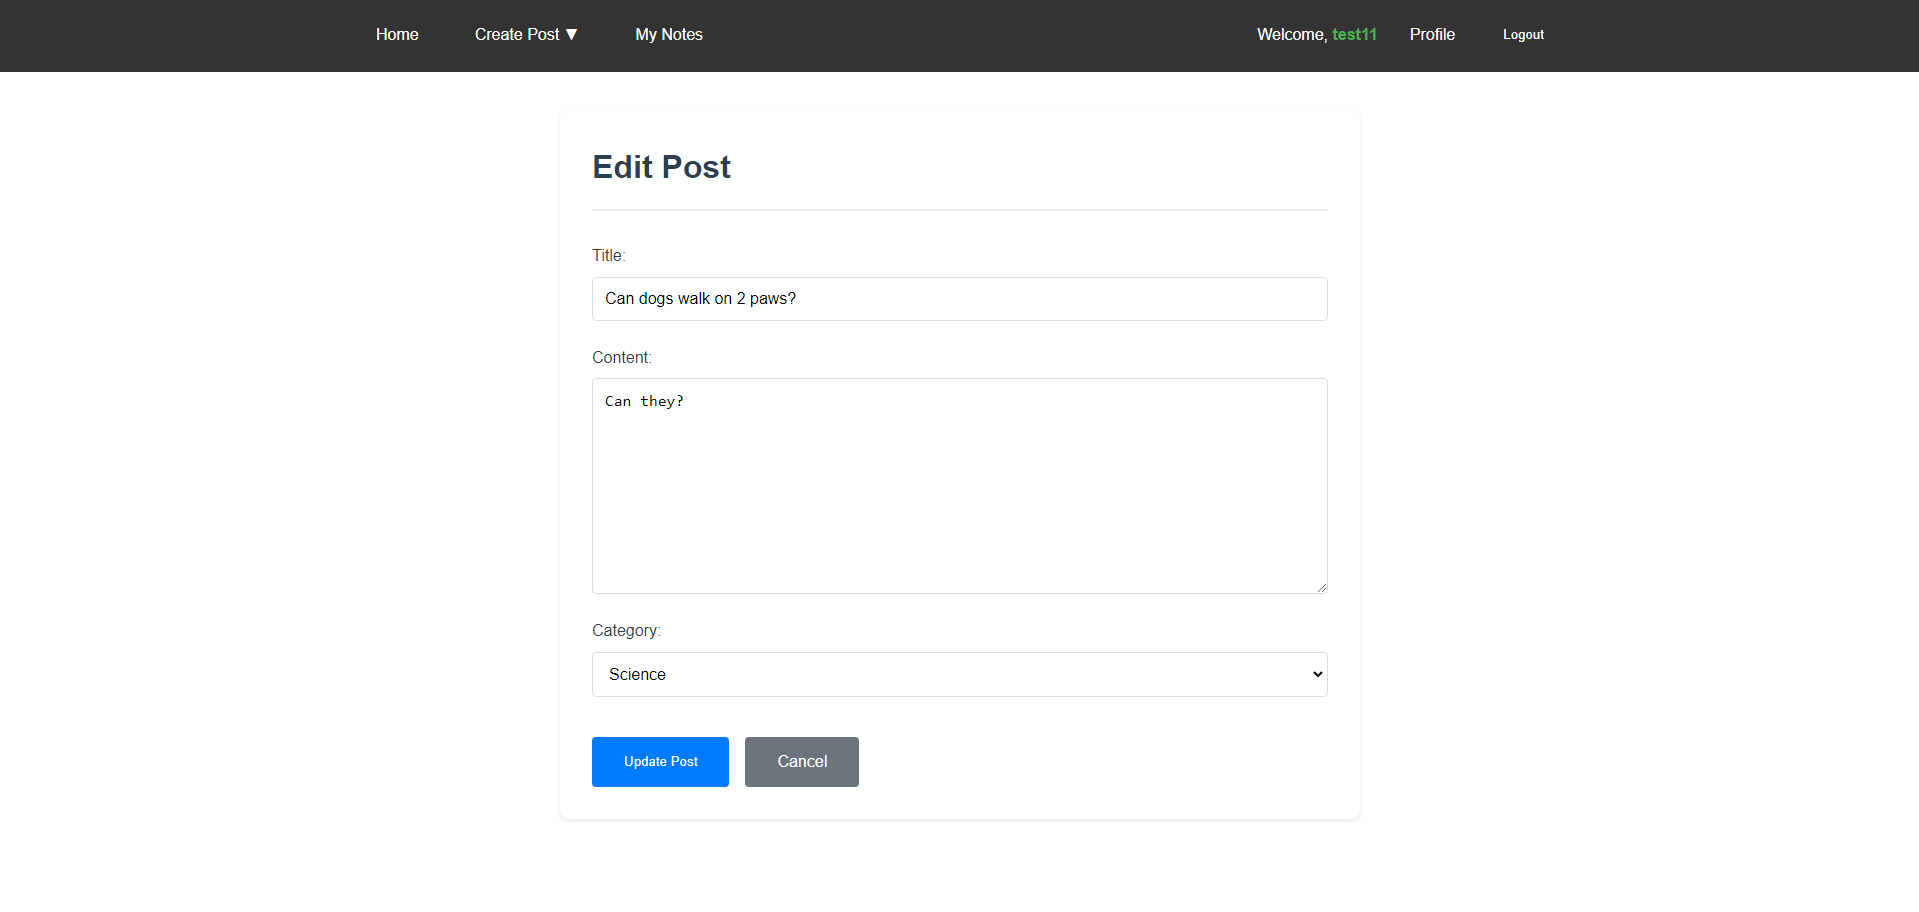 Home Create Post ▼ My Notes Welcome, test11 Profile Logout
Edit Post
Title:
Can dogs walk on 2 paws?
Content:
Can they?
Category:
Science
Update Post Cancel